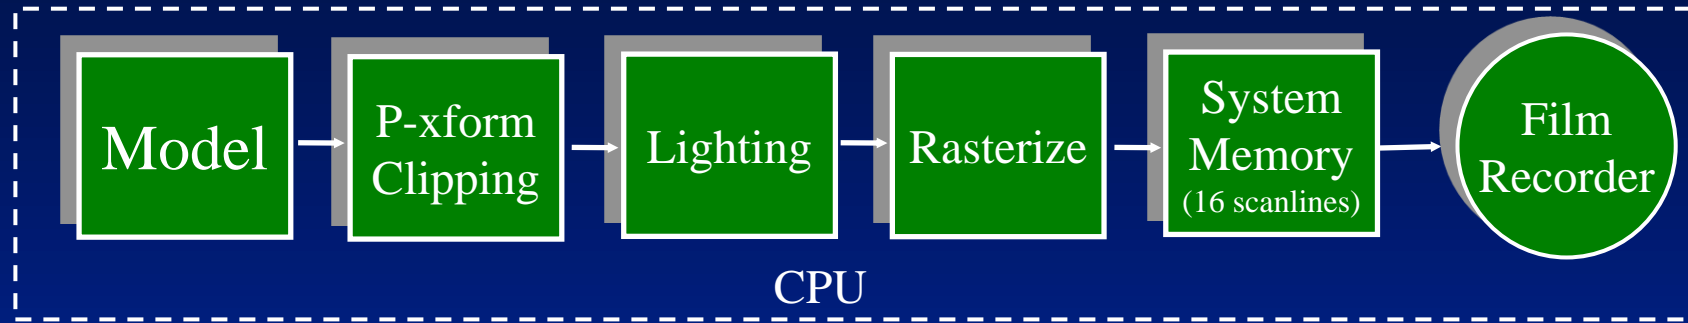 Model
P-xform
Clipping
Lighting
Rasterize
System
Memory
(16 scanlines)
Film
Recorder
CPU